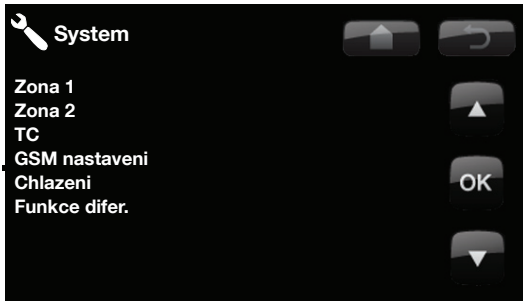 System
Zona 1
Zona 2
TC
GSM nastaveni
Chlazeni
OK
Funkce difer.